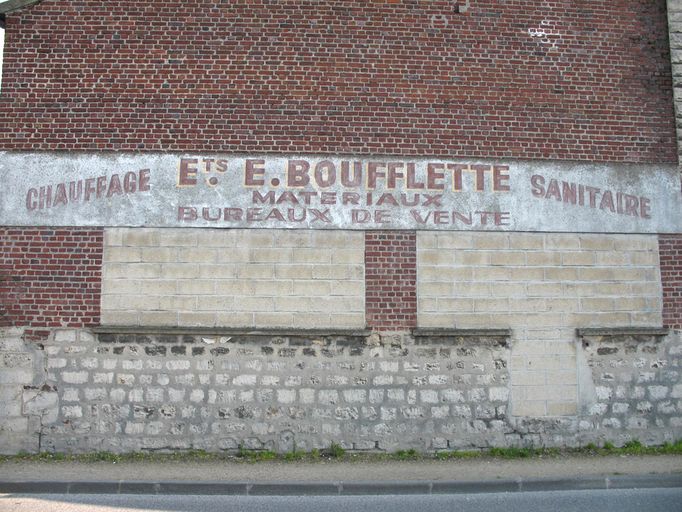 CHAUFFAGE
ETS E. BOUFFLETTE
MATERIAUX
BUREAUX DE VENTE
SANITAIRE